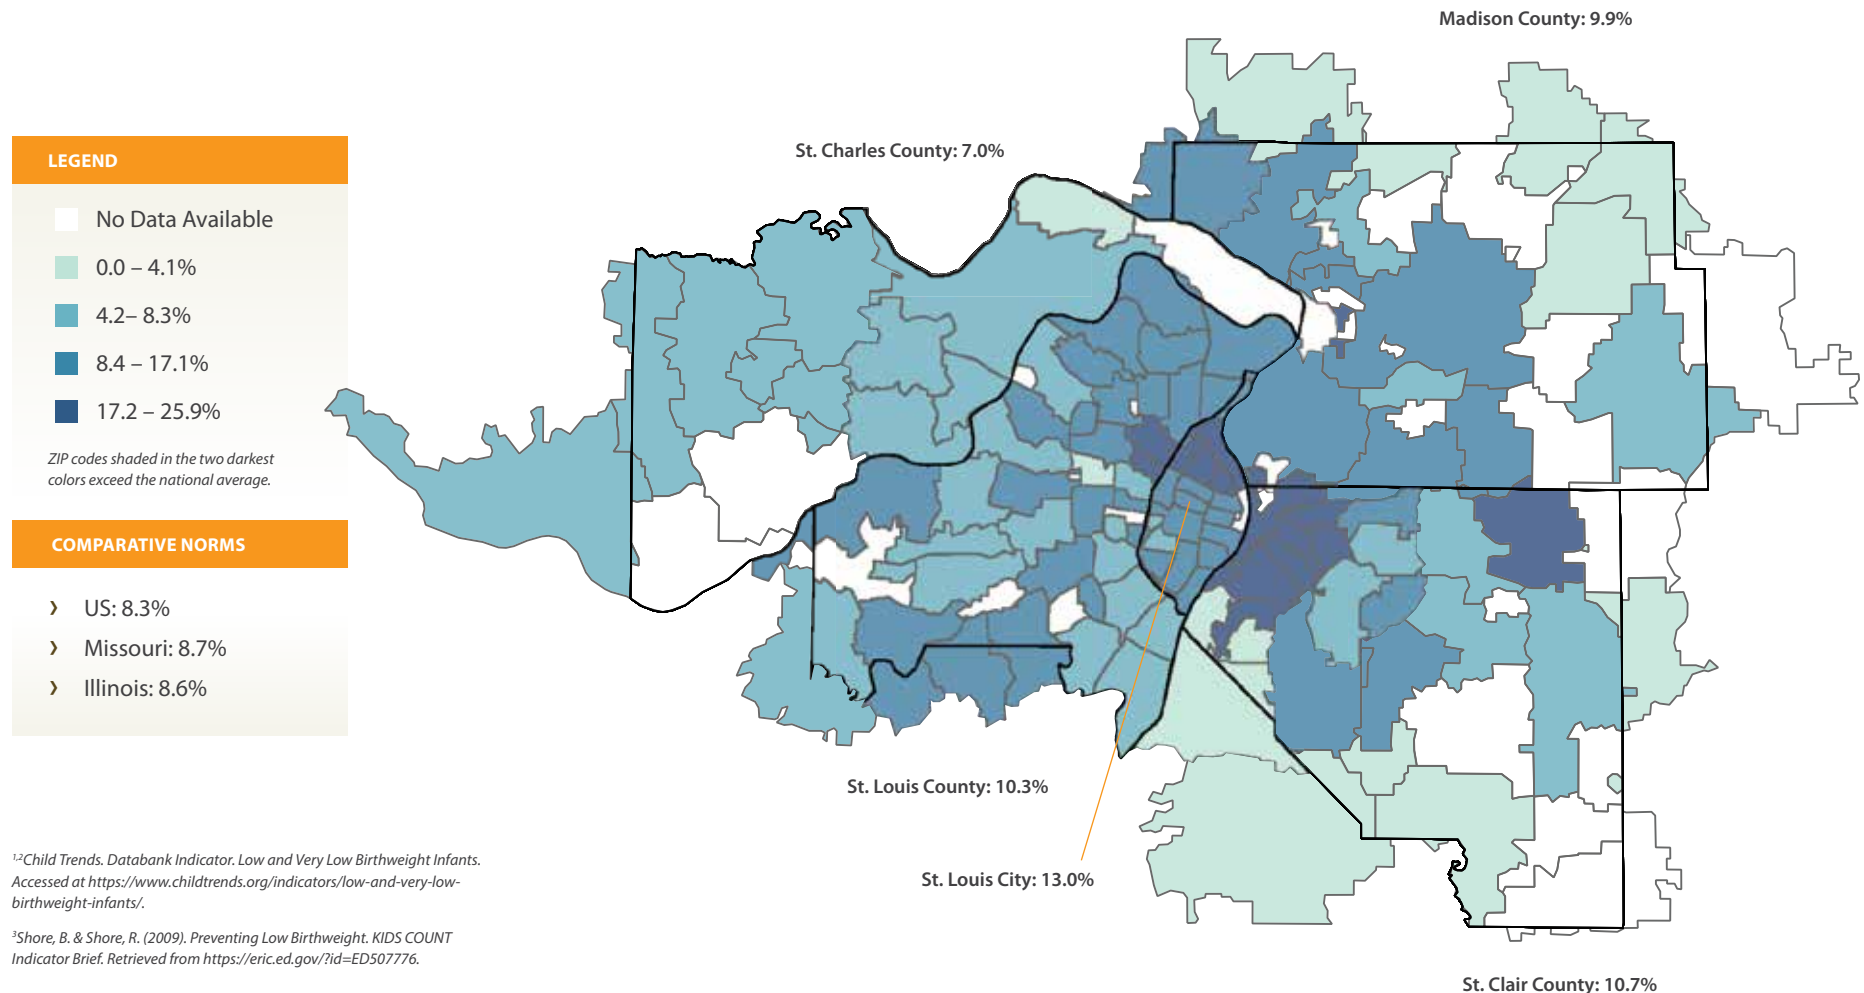 Madison County: 9.9%
St. Charles County: 7.0%
LEGEND
No Data Available
0.0 – 4.1%
4.2– 8.3%
8.4 – 17.1%
17.2 – 25.9%
ZIP codes shaded in the two darkest
colors exceed the national average.
COMPARATIVE NORMS
› US: 8.3%
› Missouri: 8.7%
› Illinois: 8.6%
St. Louis County: 10.3%
St. Louis City: 13.0%
1,2Child Trends. Databank Indicator. Low and Very Low Birthweight Infants.
Accessed at https://www.childtrends.org/indicators/low-and-very-low-
birthweight-infants/.
3Shore, B. & Shore, R. (2009). Preventing Low Birthweight. KIDS COUNT
Indicator Brief. Retrieved from https://eric.ed.gov/?id=ED507776.
St. Clair County: 10.7%